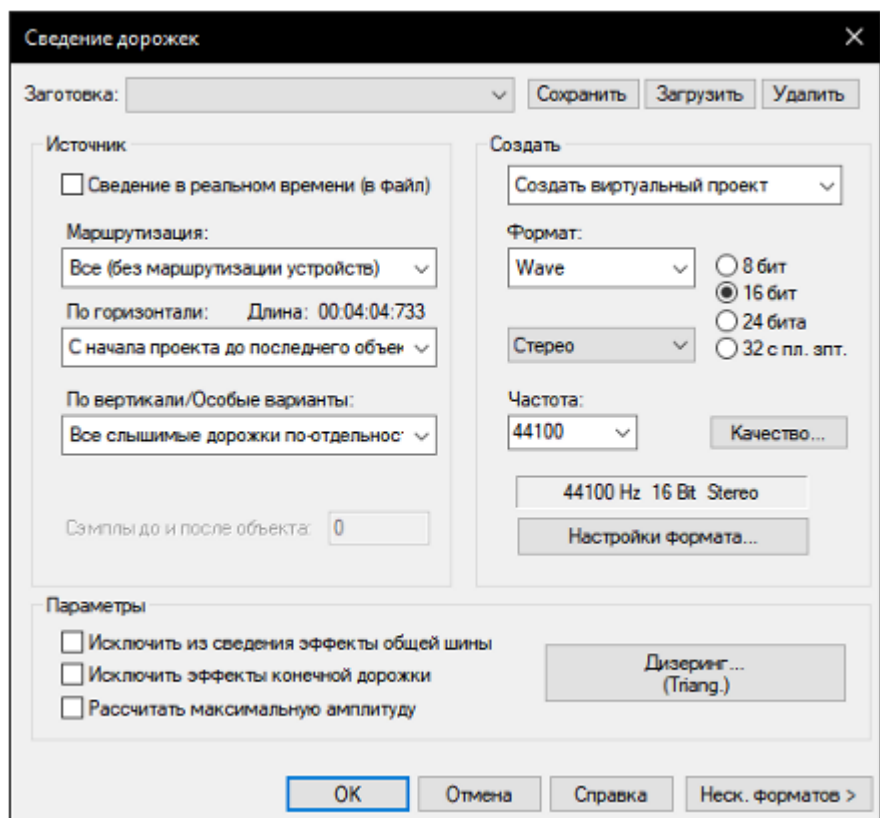 Сведение дорожек
Заготовка:
Сохранить
Загрузить
Удалить
Источник
Сведение в реальном времени (в файл)
Маршрутизация:
Все (без маршрутизации устройств)
По горизонтали: Длина: 00:04:04:733
С начала проекта до последнего объек
По вертикали/Особые варианты:
Все слышимые дорожки по-отдельнос
Сэмплы до и после объекта: 0
Создать
Создать виртуальный проект
Формат:
Wave
8 бит
16 бит
24 бита
32 с пл. зпт.
Стерео
Частота:
44100
Качество...
44100 Hz 16 Bit Stereo
Настройки формата...
Параметры
Исключить из сведения эффекты общей шины
Исключить эффекты конечной дорожки
Рассчитать максимальную амплитуду
Дизеринг...
(Triang.)
OK
Отмена
Справка
Неск. форматов >